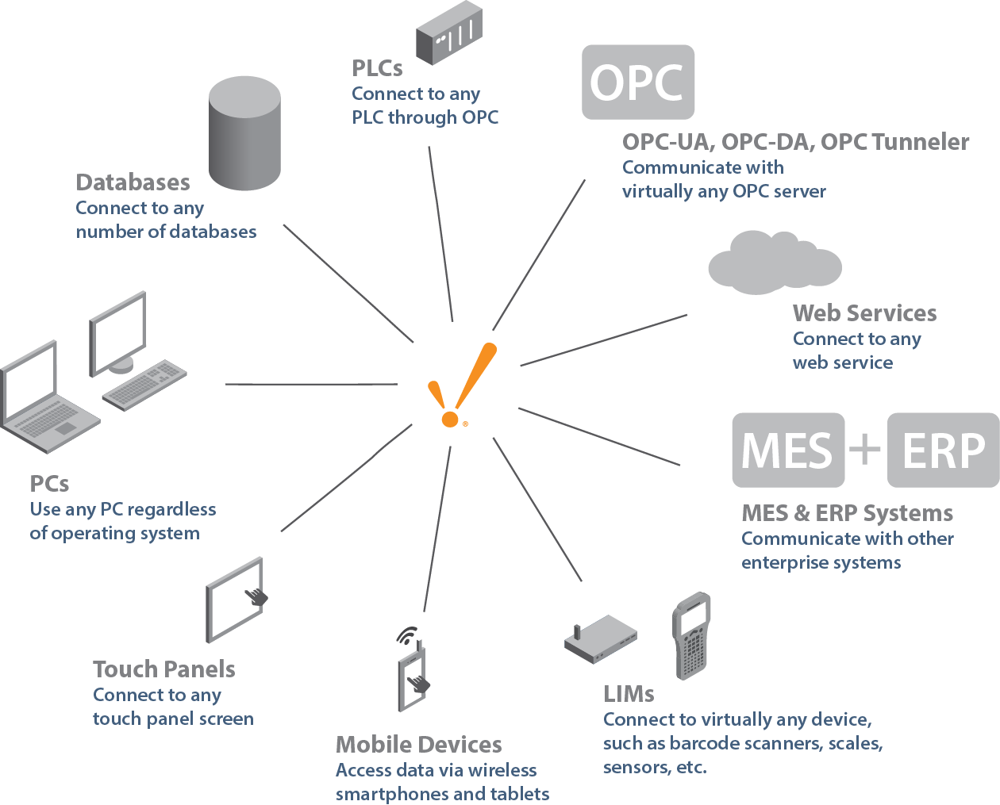 PLCs
Connect to any
PLC through OPC
OPC
OPC-UA, OPC-DA, OPC Tunneler
Communicate with
virtually any OPC server
Databases
Connect to any
number of databases
Web Services
Connect to any
web service
MES + ERP
MES & ERP Systems
Communicate with other
enterprise systems
®
PCs
Use any PC regardless
of operating system
Touch Panels
Connect to any
touch panel screen
Mobile Devices
Access data via wireless
smartphones and tablets
LIMs
Connect to virtually any device,
such as barcode scanners, scales,
sensors, etc.